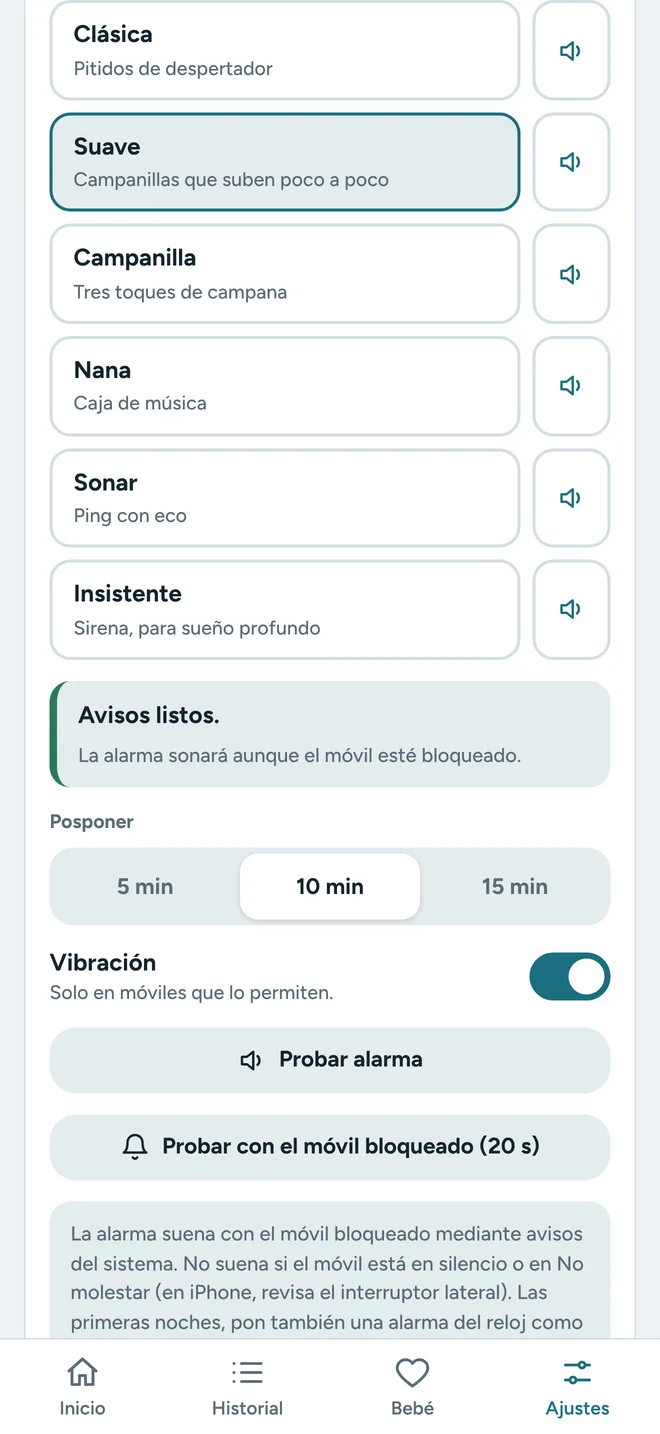 Clásica
Pitidos de despertador
Suave
Campanillas que suben poco a poco
Campanilla
Tres toques de campana
Nana
Caja de música
Sonar
Ping con eco
Insistente
Sirena, para sueño profundo
Avisos listos.
La alarma sonará aunque el móvil esté bloqueado.
Posponer
5 min 10 min 15 min
Vibración
Solo en móviles que lo permiten.
Probar alarma
Probar con el móvil bloqueado (20 s)
La alarma suena con el móvil bloqueado mediante avisos
del sistema. No suena si el móvil está en silencio o en No
molestar (en iPhone, revisa el interruptor lateral). Las
primeras noches, pon también una alarma del reloj como
Inicio Historial Bebé Ajustes